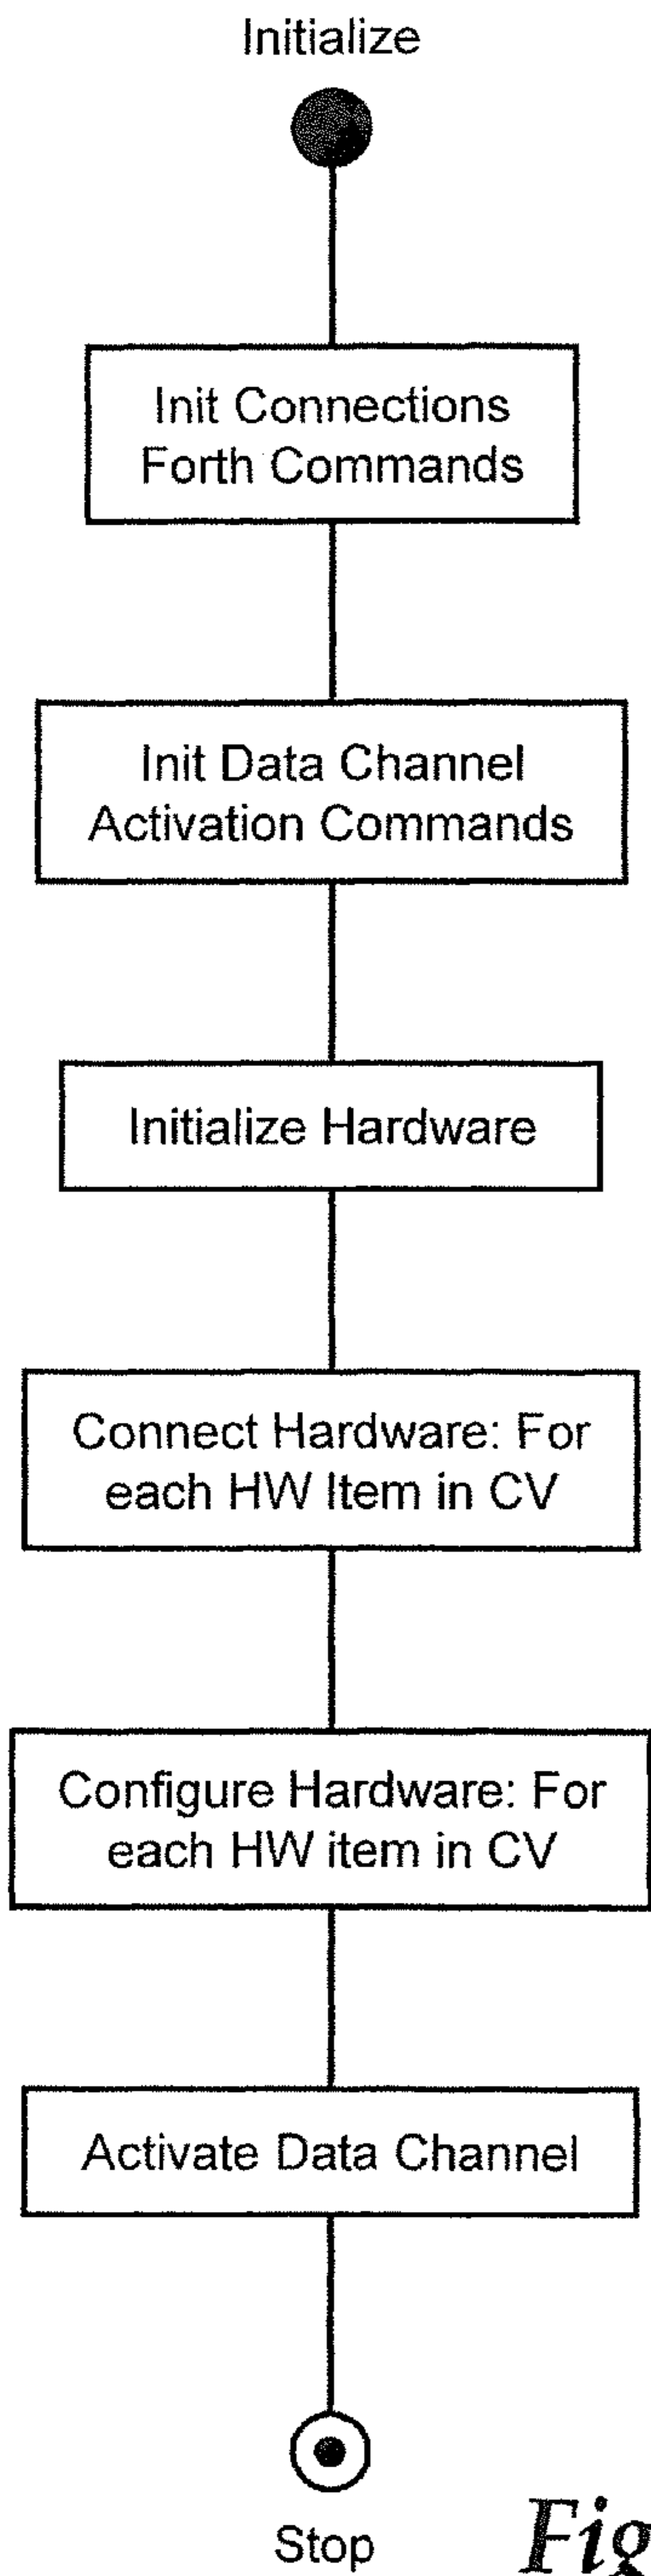 Initialize
Init Connections
Forth Commands
Init Data Channel
Activation Commands
Initialize Hardware
Connect Hardware: For
each HW Item in CV
Configure Hardware: For
each HW item in CV
Activate Data Channel
Stop
Fig